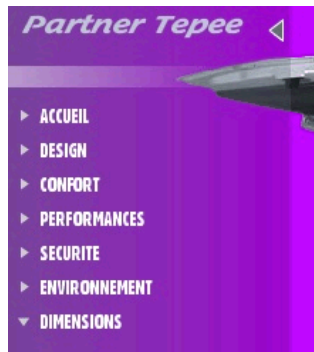 Partner Tepee
ACCUEIL
DESIGN
CONFORT
PERFORMANCES
SECURITE
ENVIRONNEMENT
DIMENSIONS